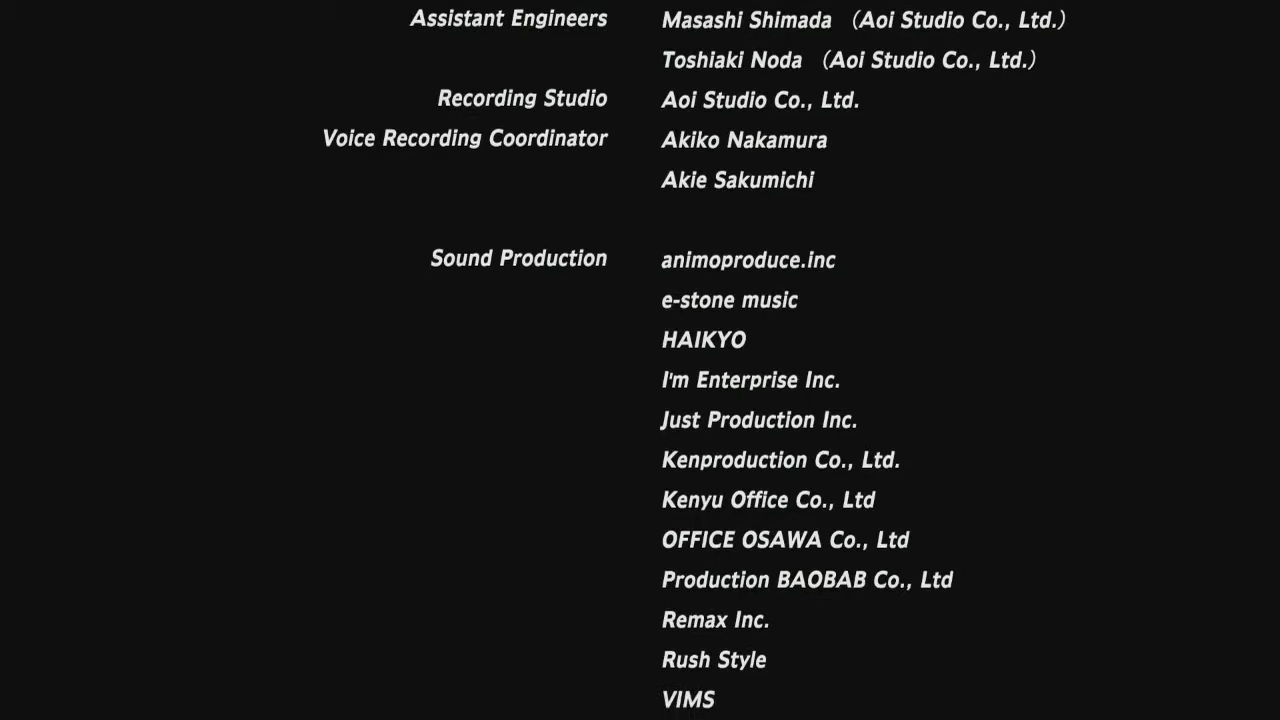 Assistant Engineers Masashi Shimada (Aoi Studio Co., Ltd.)
Toshiaki Noda (Aoi Studio Co., Ltd.)
Recording Studio Aoi Studio Co., Ltd.
Voice Recording Coordinator Akiko Nakamura
Akie Sakumichi
Sound Production animoproduce.inc
e-stone music
HAIKYO
I'm Enterprise Inc.
Just Production Inc.
Kenproduction Co., Ltd.
Kenyu Office Co., Ltd
OFFICE OSAWA Co., Ltd
Production BAOBAB Co., Ltd
Remax Inc.
Rush Style
VIMS